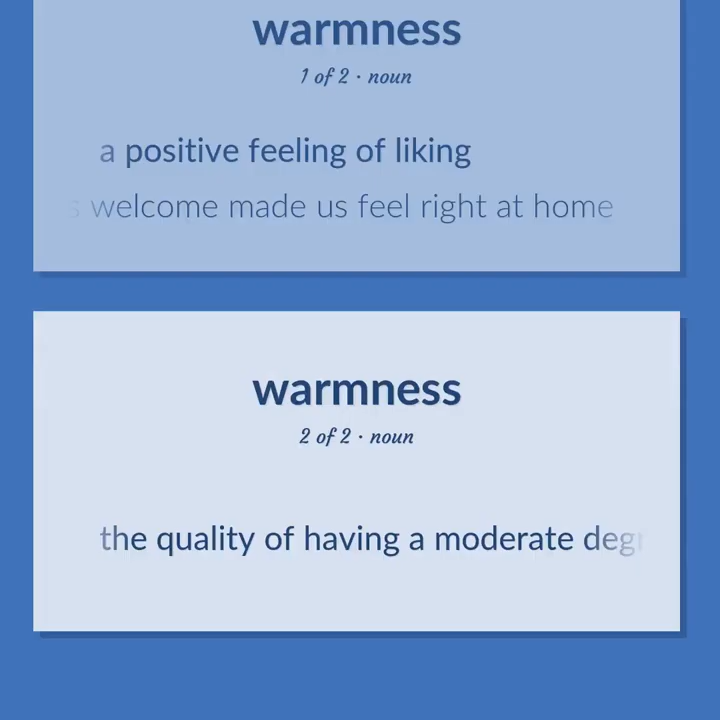 warmness
1 of 2 · noun
a positive feeling of liking
welcome made us feel right at home
warmness
2 of 2 · noun
the quality of having a moderate